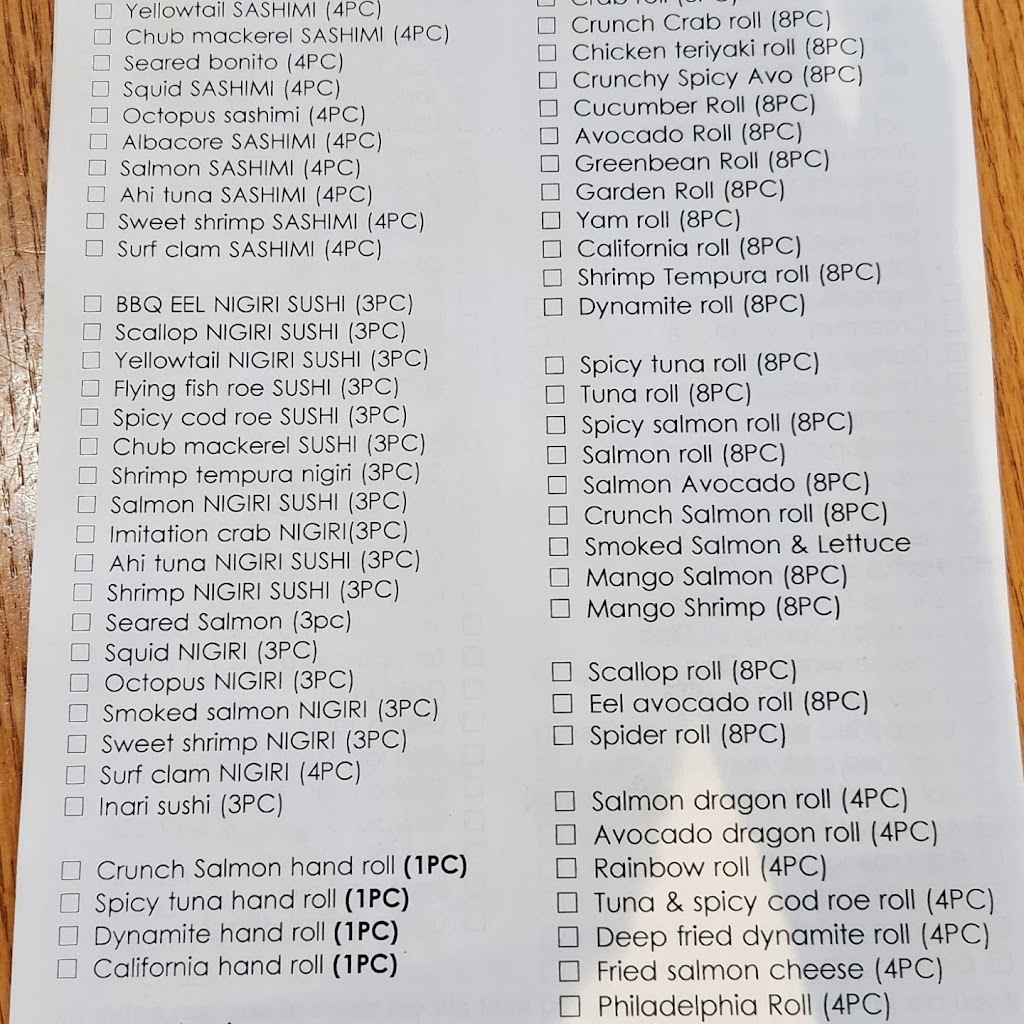 Yellowtail SASHIMI (4PC)
Chub mackerel SASHIMI (4PC)
Seared bonito (4PC)
Squid SASHIMI (4PC)
Octopus sashimi (4PC)
Albacore SASHIMI (4PC)
Salmon SASHIMI (4PC)
Ahi tuna SASHIMI (4PC)
Sweet shrimp SASHIMI (4PC)
Surf clam SASHIMI (4PC)
BBQ EEL NIGIRI SUSHI (3PC)
Scallop NIGIRI SUSHI (3PC)
Yellowtail NIGIRI SUSHI (3PC)
Flying fish roe SUSHI (3PC)
Spicy cod roe SUSHI (3PC)
Chub mackerel SUSHI (3PC)
Shrimp tempura nigiri (3PC)
Salmon NIGIRI SUSHI (3PC)
Imitation crab NIGIRI(3PC)
Ahi tuna NIGIRI SUSHI (3PC)
Shrimp NIGIRI SUSHI (3PC)
Seared Salmon (3pc)
Squid NIGIRI (3PC)
Octopus NIGIRI (3PC)
Smoked salmon NIGIRI (3PC)
Sweet shrimp NIGIRI (3PC)
Surf clam NIGIRI (4PC)
Inari sushi (3PC)
Crunch Salmon hand roll (1PC)
Spicy tuna hand roll (1PC)
Dynamite hand roll (1PC)
California hand roll (1PC)
Crab roll (8PC)
Crunch Crab roll (8PC)
Chicken teriyaki roll (8PC)
Crunchy Spicy Avo (8PC)
Cucumber Roll (8PC)
Avocado Roll (8PC)
Greenbean Roll (8PC)
Garden Roll (8PC)
Yam roll (8PC)
California roll (8PC)
Shrimp Tempura roll (8PC)
Dynamite roll (8PC)
Spicy tuna roll (8PC)
Tuna roll (8PC)
Spicy salmon roll (8PC)
Salmon roll (8PC)
Salmon Avocado (8PC)
Crunch Salmon roll (8PC)
Smoked Salmon & Lettuce
Mango Salmon (8PC)
Mango Shrimp (8PC)
Scallop roll (8PC)
Eel avocado roll (8PC)
Spider roll (8PC)
Salmon dragon roll (4PC)
Avocado dragon roll (4PC)
Rainbow roll (4PC)
Tuna & spicy cod roe roll (4PC)
Deep fried dynamite roll (4PC)
Fried salmon cheese (4PC)
Philadelphia Roll (4PC)